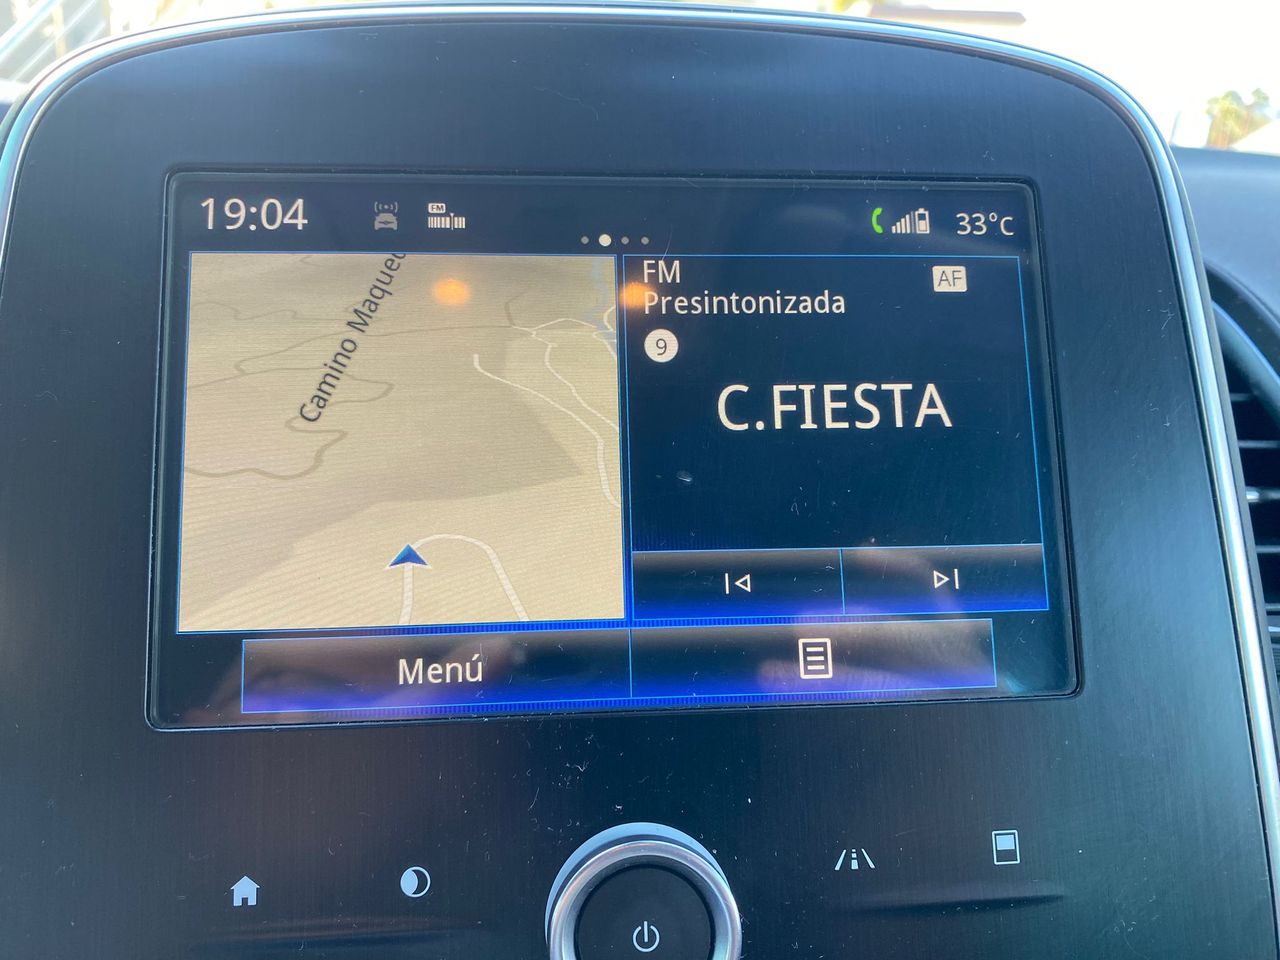 19:04
FM
33°C
Camino Maque
FM
AF
Presintonizada
9
C.FIESTA
Menú